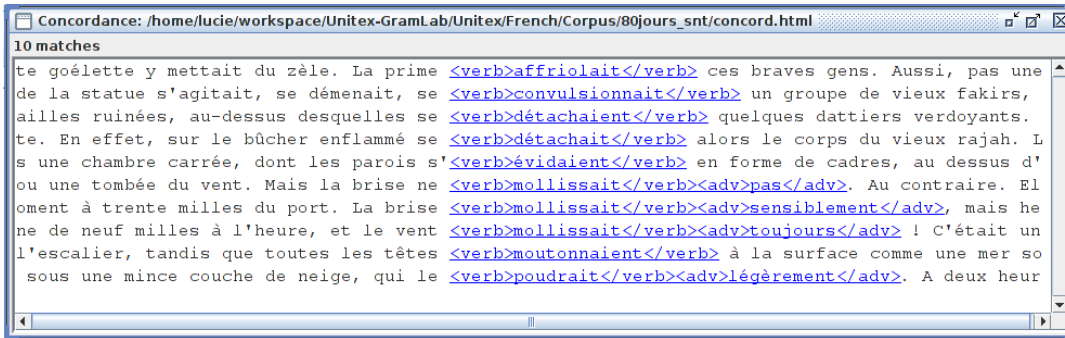 Concordance: /home/lucie/workspace/Unitex-GramLab/Unitex/French/Corpus/80jours_snt/concord.html
10 matches
te goélette y mettait du zèle. La prime <verb>affriolait</verb> ces braves gens. Aussi, pas une
de la statue s'agitait, se démenait, se <verb>convulsionnait</verb> un groupe de vieux fakirs,
ailles ruinées, au-dessus desquelles se <verb>détachaient</verb> quelques dattiers verdoyants.
te. En effet, sur le bûcher enflammé se <verb>détachait</verb> alors le corps du vieux rajah. L
s une chambre carrée, dont les parois s'<verb>évidaient</verb> en forme de cadres, au dessus d'
ou une tombée du vent. Mais la brise ne <verb>mollissait</verb><adv>pas</adv>. Au contraire. El
oment à trente milles du port. La brise <verb>mollissait</verb><adv>sensiblement</adv>, mais he
ne de neuf milles à l'heure, et le vent <verb>mollissait</verb><adv>toujours</adv> ! C'était un
l'escalier, tandis que toutes les têtes <verb>moutonnaient</verb> à la surface comme une mer so
sous une mince couche de neige, qui le <verb>poudrait</verb><adv>légèrement</adv>. A deux heur